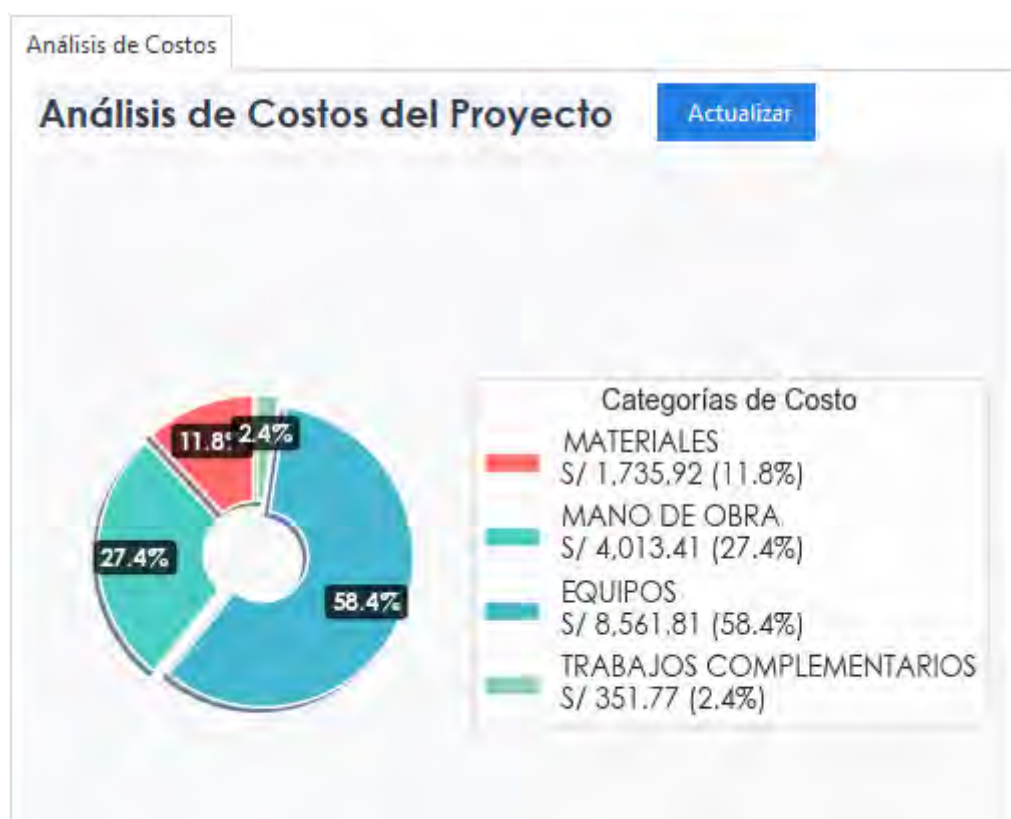 Análisis de Costos
Análisis de Costos del Proyecto
Actualizar
11.8%
2.4%
27.4%
58.4%
Categorías de Costo
MATERIALES
S/ 1,735.92 (11.8%)
MANO DE OBRA
S/ 4,013.41 (27.4%)
EQUIPOS
S/ 8,561.81 (58.4%)
TRABAJOS COMPLEMENTARIOS
S/ 351.77 (2.4%)